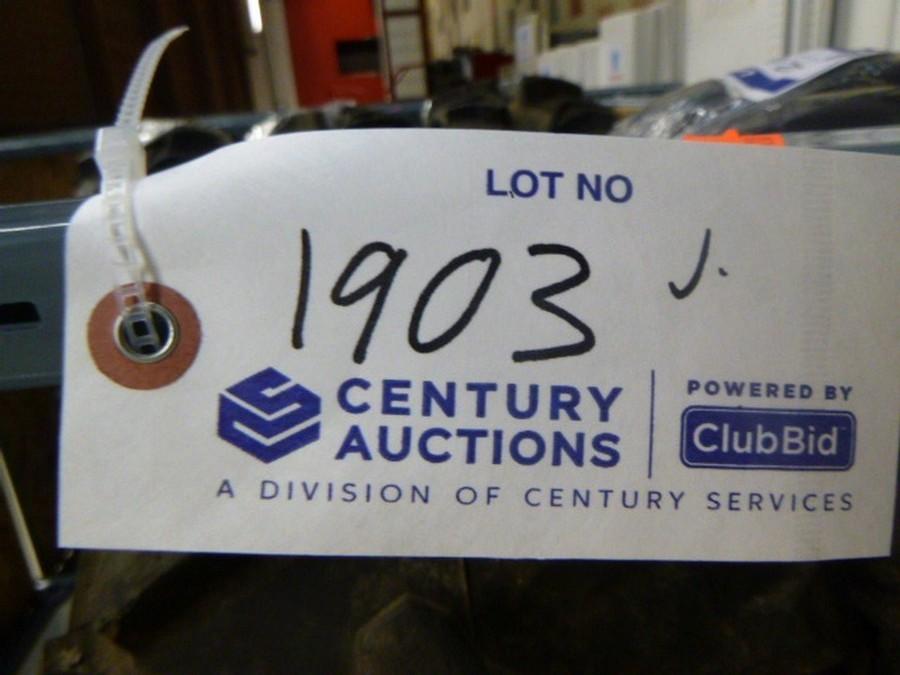 LOT NO
1903 J.
CENTURY
AUCTIONS
POWERED BY
ClubBid
A DIVISION OF CENTURY SERVICES